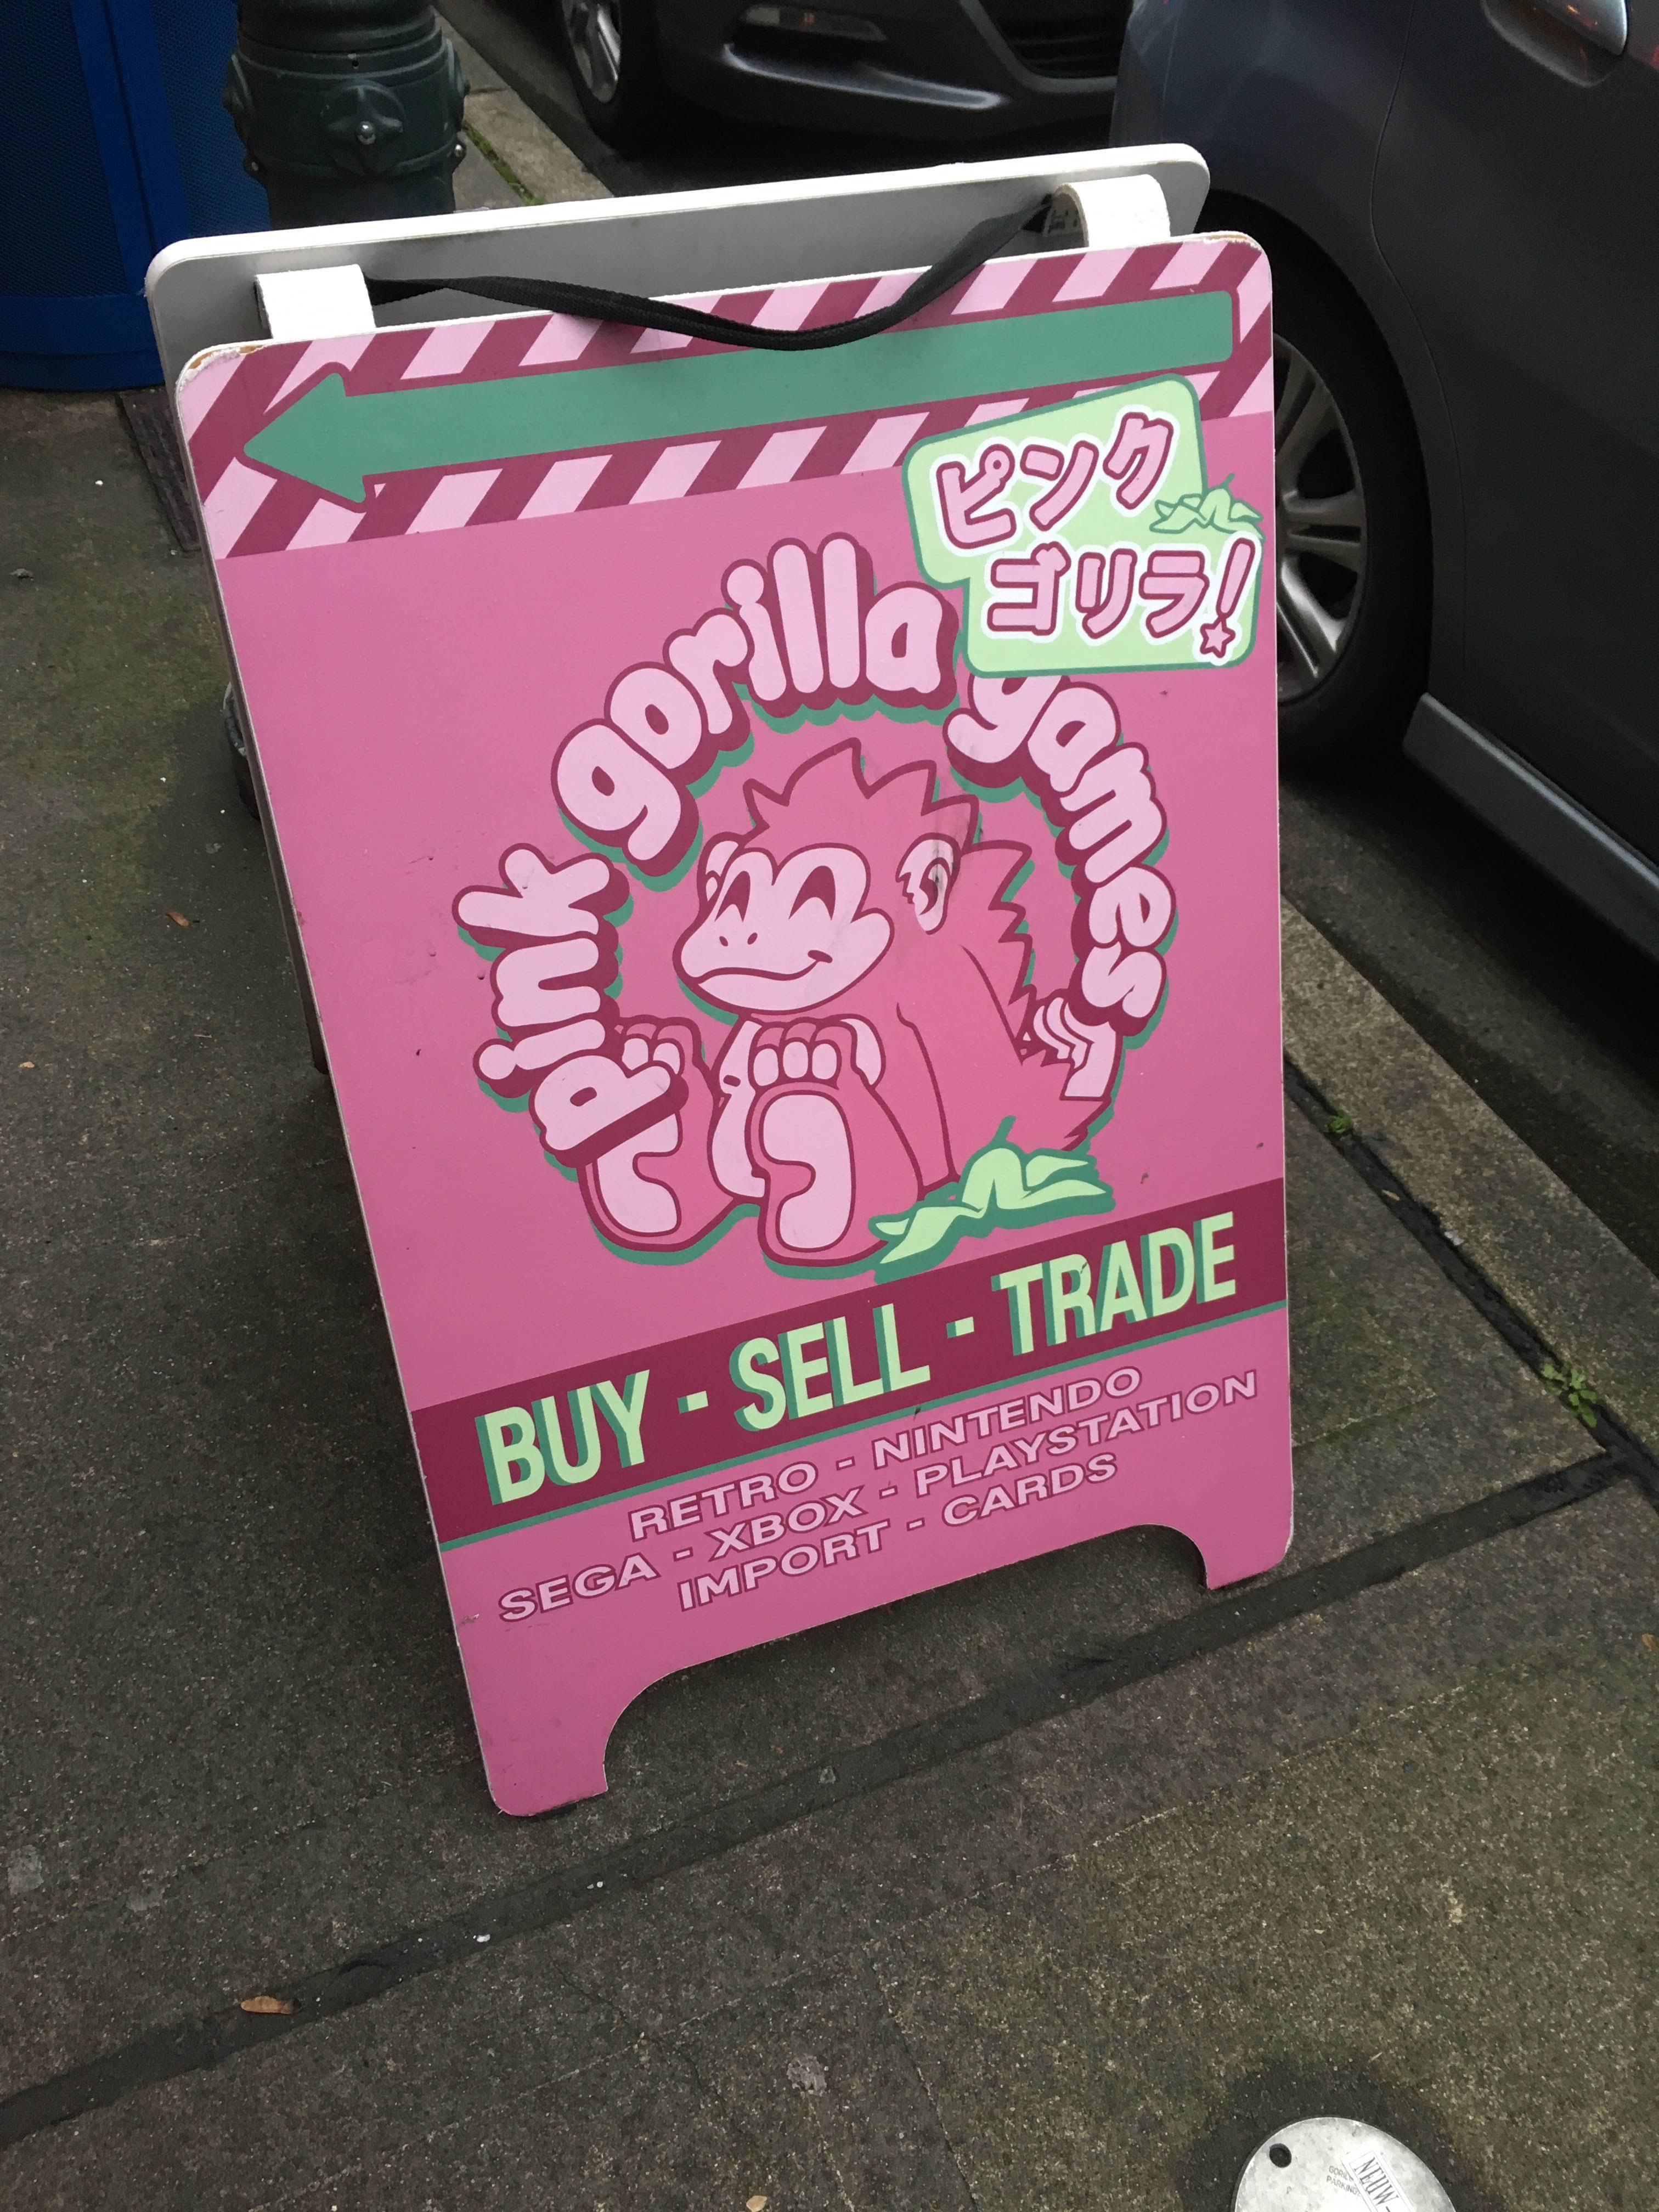 ピンク
ゴリラ!
pink gorilla games
BUY - SELL - TRADE
RETRO - NINTENDO
SEGA - XBOX - PLAYSTATION
IMPORT - CARDS